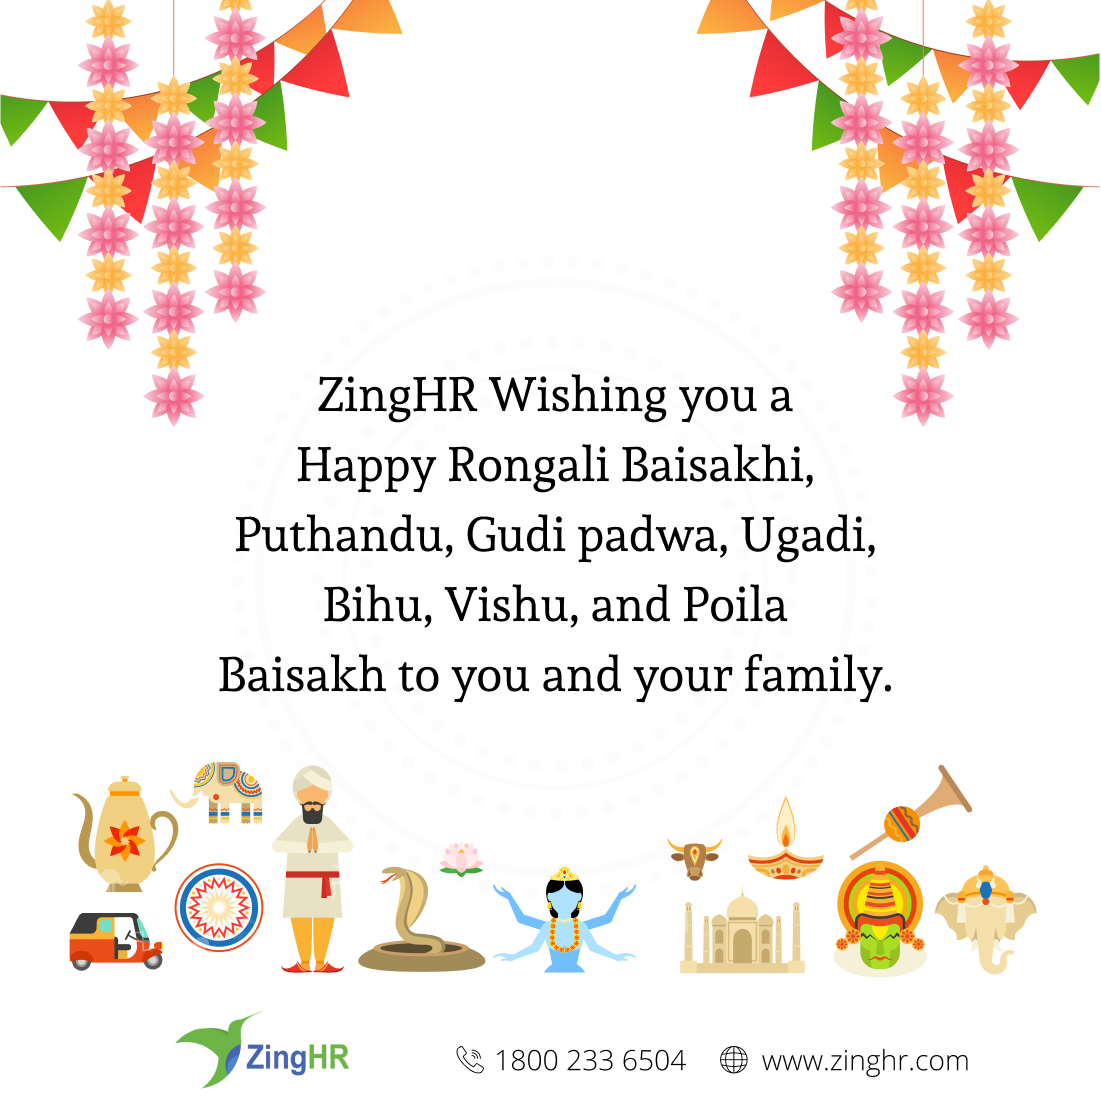 ZingHR Wishing you a
Happy Rongali Baisakhi,
Puthandu, Gudi padwa, Ugadi,
Bihu, Vishu, and Poila
Baisakh to you and your family.
ZingHR
1800 233 6504
www.zinghr.com